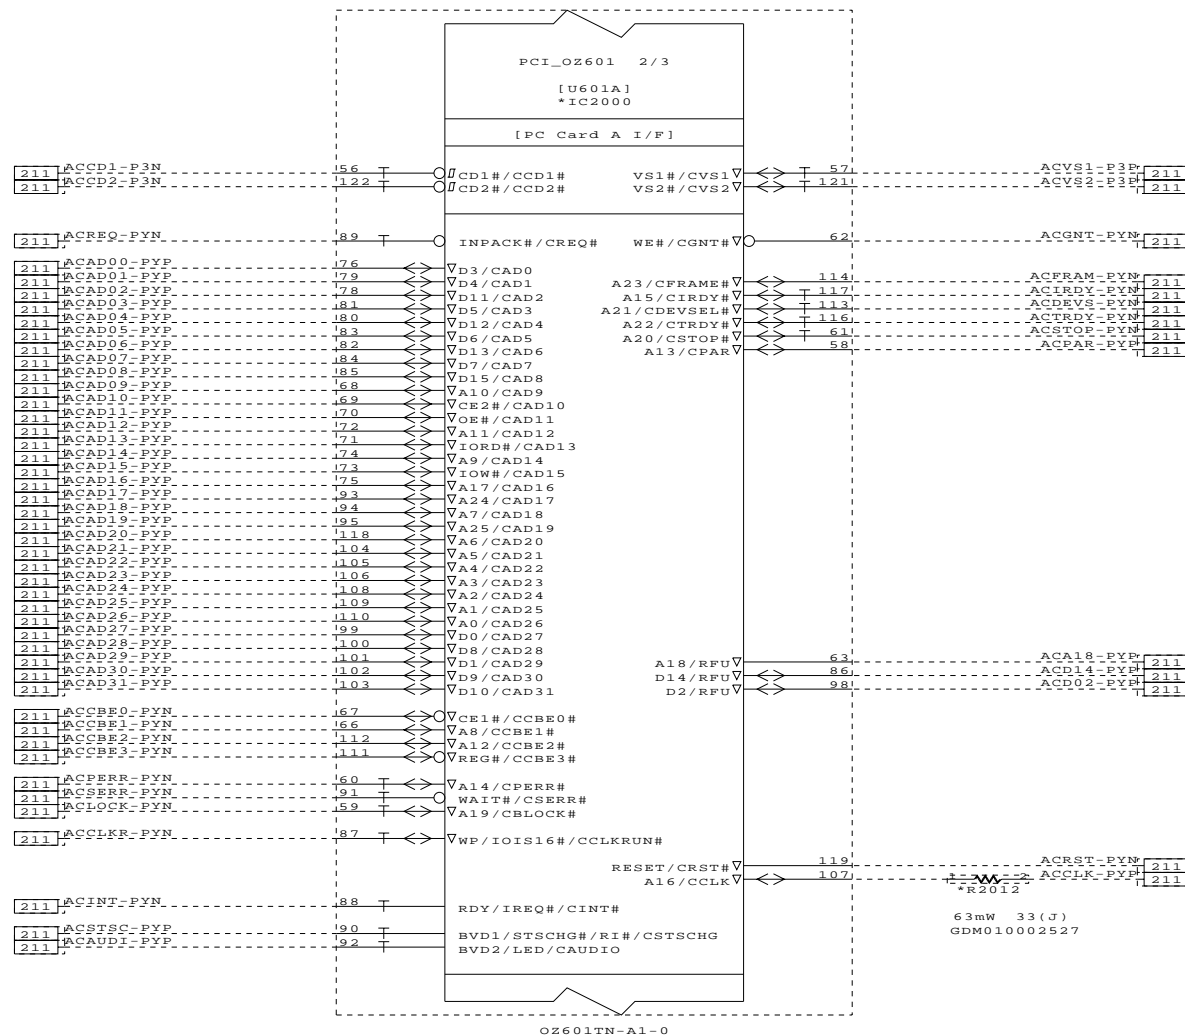 PCI_OZ601 2/3
[U601A]
*IC2000
[PC Card A I/F]
211 ACCD1-P3N 56 CD1#/CCD1# VS1#/CVS1 57 ACVS1-P3P 211
211 ACCD2-P3N 122 CD2#/CCD2# VS2#/CVS2 121 ACVS2-P3P 211
211 ACREQ-PYN 89 INPACK#/CREQ# WE#/CGNT# 62 ACGNT-PYN 211
211 ACAD00-PYP 76 D3/CAD0
211 ACAD01-PYP 79 D4/CAD1 A23/CFRAME# 114 ACFRAM-PYN 211
211 ACAD02-PYP 78 D11/CAD2 A15/CIRDY# 117 ACIRDY-PYN 211
211 ACAD03-PYP 81 D5/CAD3 A21/CDEVSEL# 113 ACDEVS-PYN 211
211 ACAD04-PYP 80 D12/CAD4 A22/CTRDY# 116 ACTRDY-PYN 211
211 ACAD05-PYP 83 D6/CAD5 A20/CSTOP# 61 ACSTOP-PYN 211
211 ACAD06-PYP 82 D13/CAD6 A13/CPAR 58 ACPAR-PYP 211
211 ACAD07-PYP 84 D7/CAD7
211 ACAD08-PYP 85 D15/CAD8
211 ACAD09-PYP 68 A10/CAD9
211 ACAD10-PYP 69 CE2#/CAD10
211 ACAD11-PYP 70 OE#/CAD11
211 ACAD12-PYP 72 A11/CAD12
211 ACAD13-PYP 71 IORD#/CAD13
211 ACAD14-PYP 74 A9/CAD14
211 ACAD15-PYP 73 IOW#/CAD15
211 ACAD16-PYP 75 A17/CAD16
211 ACAD17-PYP 93 A24/CAD17
211 ACAD18-PYP 94 A7/CAD18
211 ACAD19-PYP 95 A25/CAD19
211 ACAD20-PYP 118 A6/CAD20
211 ACAD21-PYP 104 A5/CAD21
211 ACAD22-PYP 105 A4/CAD22
211 ACAD23-PYP 106 A3/CAD23
211 ACAD24-PYP 108 A2/CAD24
211 ACAD25-PYP 109 A1/CAD25
211 ACAD26-PYP 110 A0/CAD26
211 ACAD27-PYP 99 D0/CAD27
211 ACAD28-PYP 100 D8/CAD28
211 ACAD29-PYP 101 D1/CAD29 A18/RFU 63 ACA18-PYP 211
211 ACAD30-PYP 102 D9/CAD30 D14/RFU 86 ACD14-PYP 211
211 ACAD31-PYP 103 D10/CAD31 D2/RFU 98 ACD02-PYP 211
211 ACCBE0-PYN 67 CE1#/CCBE0#
211 ACCBE1-PYN 66 A8/CCBE1#
211 ACCBE2-PYN 112 A12/CCBE2#
211 ACCBE3-PYN 111 REG#/CCBE3#
211 ACPERR-PYN 60 A14/CPERR#
211 ACSERR-PYN 91 WAIT#/CSERR#
211 ACLOCK-PYN 59 A19/CBLOCK#
211 ACCLKR-PYN 87 WP/IOIS16#/CCLKRUN#
RESET/CRST# 119 ACRST-PYN 211
A16/CCLK 107 1 2 ACCLK-PYP 211
*R2012
211 ACINT-PYN 88 RDY/IREQ#/CINT#
63mW 33(J)
GDM010002527
211 ACSTSC-PYP 90 BVD1/STSCHG#/RI#/CSTSCHG
211 ACAUDI-PYP 92 BVD2/LED/CAUDIO
OZ601TN-A1-0